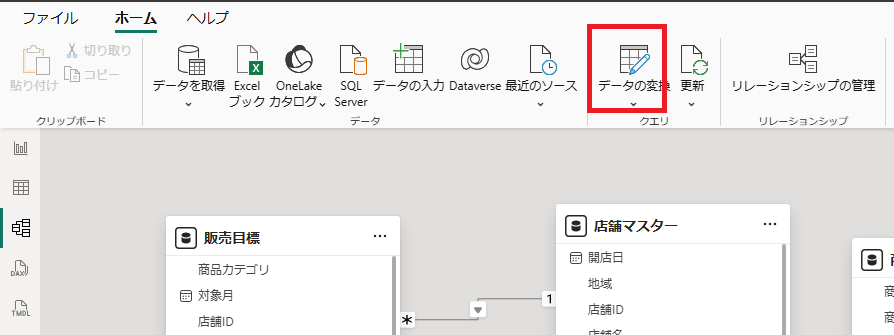 ファイル ホーム ヘルプ
貼り付け
切り取り
コピー
クリップボード
データを取得
Excel
ブック
OneLake
カタログ
SQL
Server
データの入力
Dataverse
最近のソース
データ
データの変換
更新
クエリ
リレーションシップの管理
リレーションシップ
DAX
TMDL
販売目標
商品カテゴリ
対象月
店舗ID
*
1
店舗マスター
開店日
地域
店舗ID